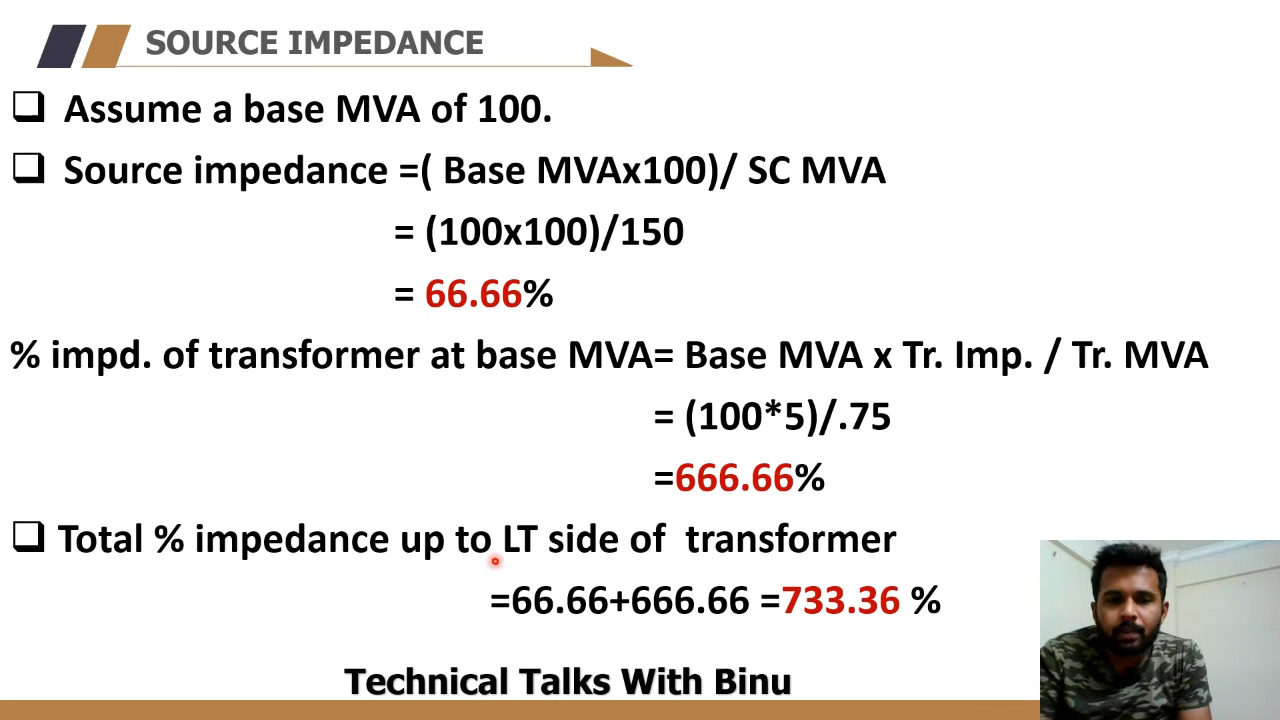 SOURCE IMPEDANCE
Assume a base MVA of 100.
Source impedance =( Base MVAx100)/ SC MVA
= (100x100)/150
= 66.66%
% impd. of transformer at base MVA= Base MVA x Tr. Imp. / Tr. MVA
= (100*5)/.75
=666.66%
Total % impedance up to LT side of transformer
=66.66+666.66 =733.36 %
Technical Talks With Binu